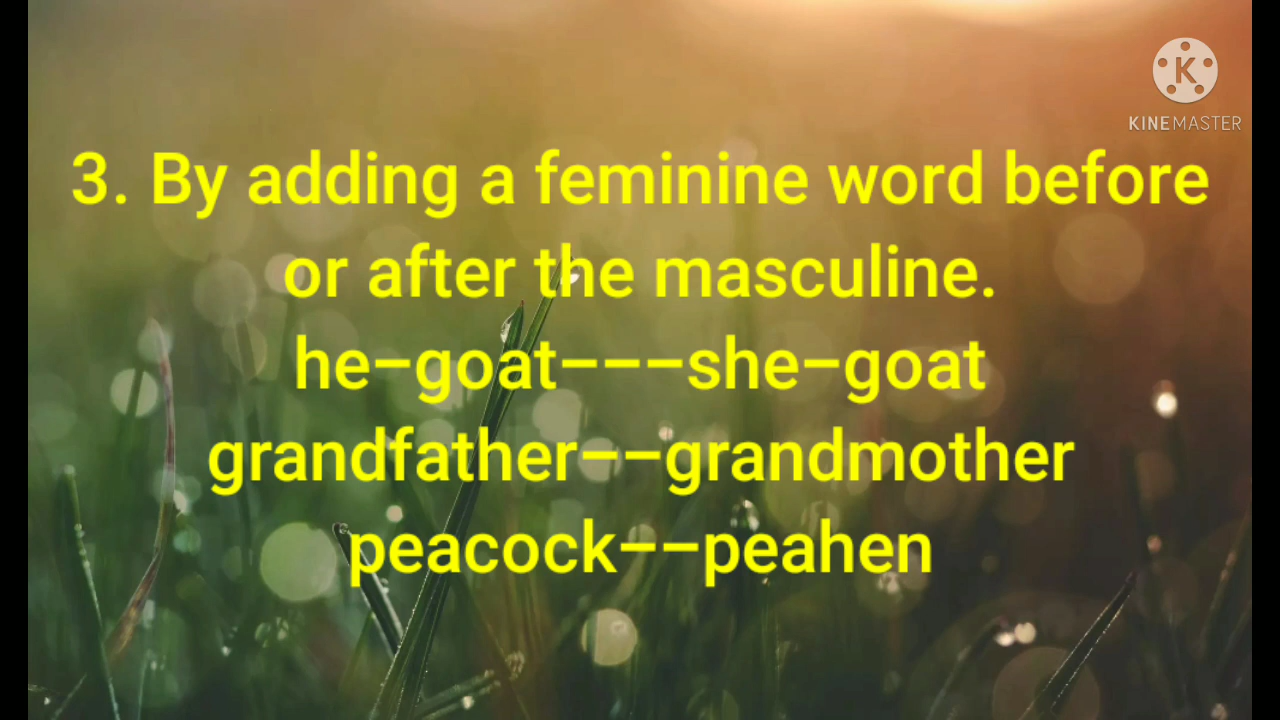 KINEMASTER
3. By adding a feminine word before
or after the masculine.
he–goat–––she–goat
grandfather––grandmother
peacock––peahen